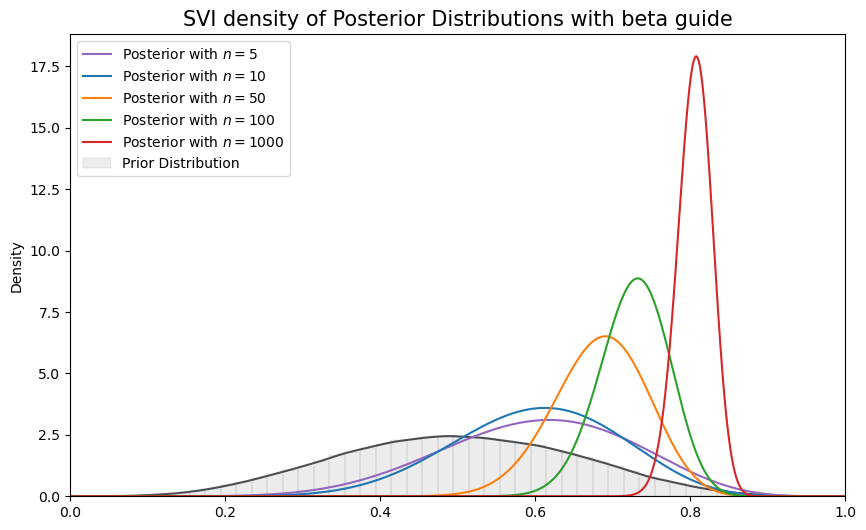 SVI density of Posterior Distributions with beta guide
Posterior with n = 5
Posterior with n = 10
Posterior with n = 50
Posterior with n = 100
Posterior with n = 1000
Prior Distribution
Density
17.5
15.0
12.5
10.0
7.5
5.0
2.5
0.0
0.0 0.2 0.4 0.6 0.8 1.0